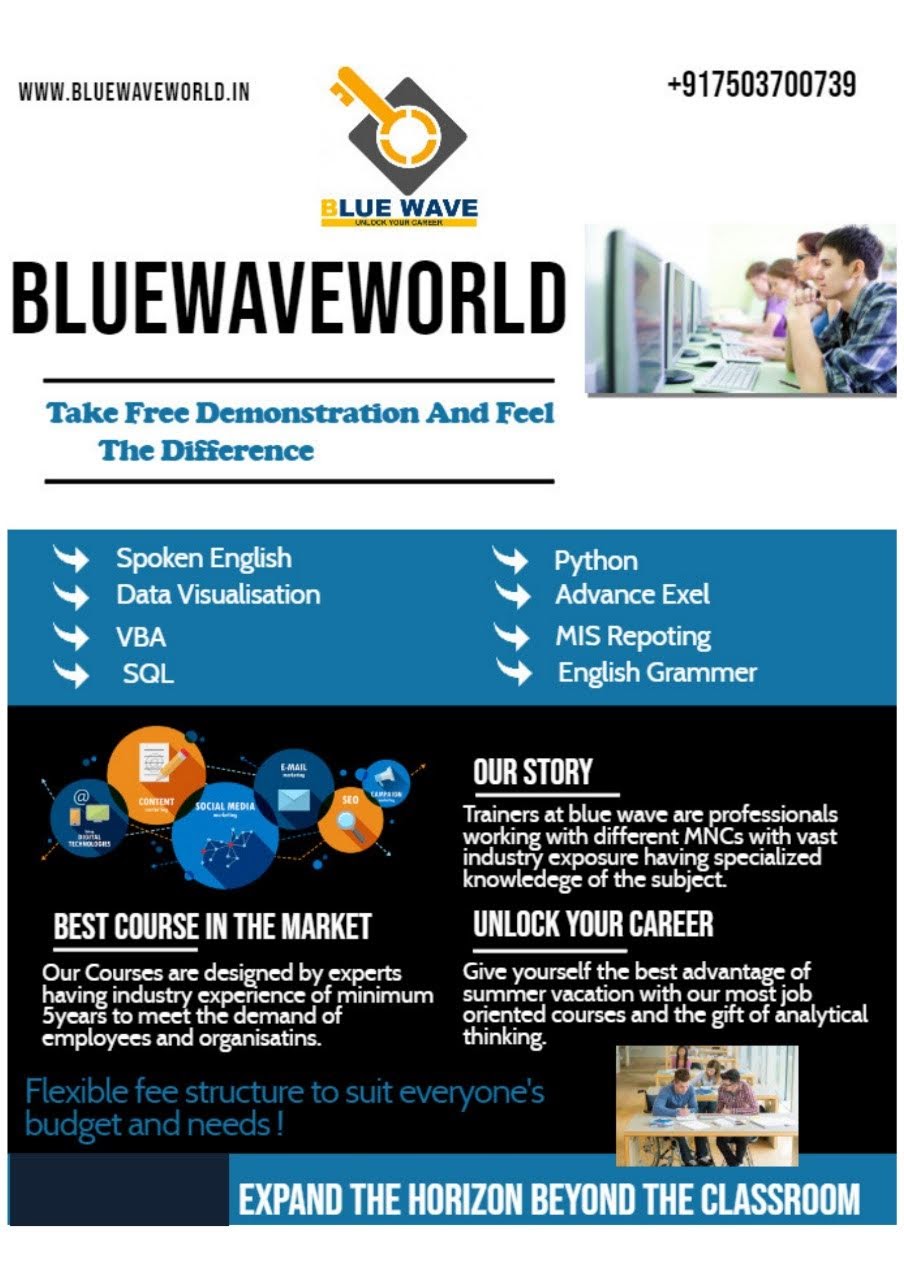 WWW.BLUEWAVEWORLD.IN
+917503700739
BLUE WAVE
UNLOCK YOUR CAREER
BLUEWAVEWORLD
Take Free Demonstration And Feel
The Difference
Spoken English
Data Visualisation
VBA
SQL
Python
Advance Exel
MIS Repoting
English Grammer
@
DIGITAL
TECHNOLOGIES
CONTENT
marketing
SOCIAL MEDIA
marketing
E-MAIL
marketing
SEO
CAMPAIGN
marketing
OUR STORY
Trainers at blue wave are professionals
working with different MNCs with vast
industry exposure having specialized
knowledege of the subject.
BEST COURSE IN THE MARKET
Our Courses are designed by experts
having industry experience of minimum
5years to meet the demand of
employees and organisatins.
UNLOCK YOUR CAREER
Give yourself the best advantage of
summer vacation with our most job
oriented courses and the gift of analytical
thinking.
Flexible fee structure to suit everyone's
budget and needs !
EXPAND THE HORIZON BEYOND THE CLASSROOM